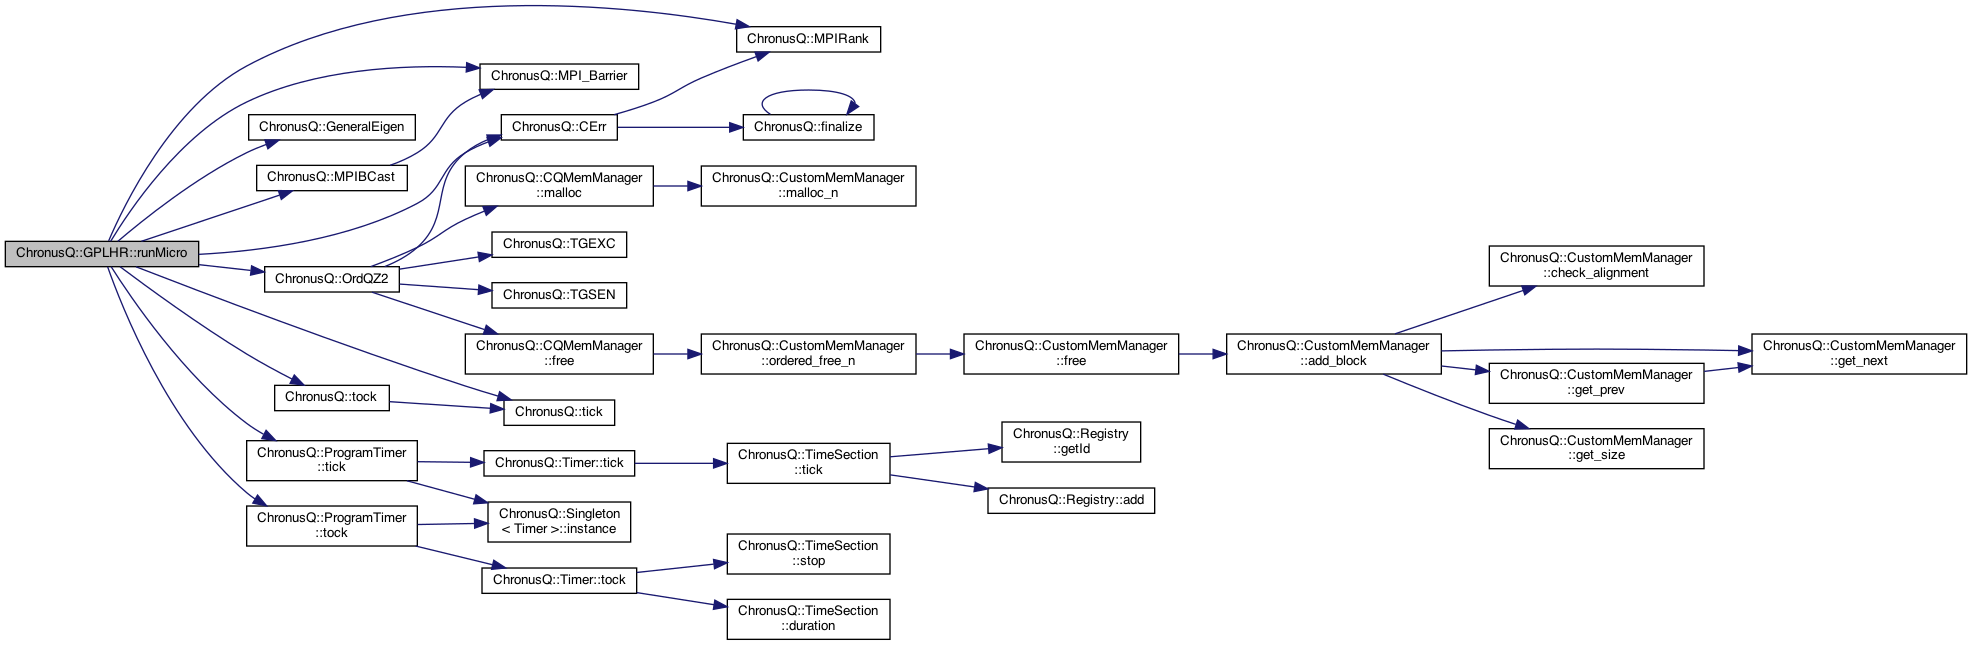 ChronusQ::MPIRank
ChronusQ::MPI_Barrier
ChronusQ::GeneralEigen
ChronusQ::CErr
ChronusQ::finalize
ChronusQ::MPIBCast
ChronusQ::CQMemManager
::malloc
ChronusQ::CustomMemManager
::malloc_n
ChronusQ::GPLHR::runMicro
ChronusQ::TGEXC
ChronusQ::OrdQZ2
ChronusQ::TGSEN
ChronusQ::CustomMemManager
::check_alignment
ChronusQ::CQMemManager
::free
ChronusQ::CustomMemManager
::ordered_free_n
ChronusQ::CustomMemManager
::free
ChronusQ::CustomMemManager
::add_block
ChronusQ::CustomMemManager
::get_next
ChronusQ::CustomMemManager
::get_prev
ChronusQ::tock
ChronusQ::tick
ChronusQ::CustomMemManager
::get_size
ChronusQ::ProgramTimer
::tick
ChronusQ::Timer::tick
ChronusQ::TimeSection
::tick
ChronusQ::Registry
::getId
ChronusQ::Registry::add
ChronusQ::ProgramTimer
::tock
ChronusQ::Singleton
< Timer >::instance
ChronusQ::TimeSection
::stop
ChronusQ::Timer::tock
ChronusQ::TimeSection
::duration